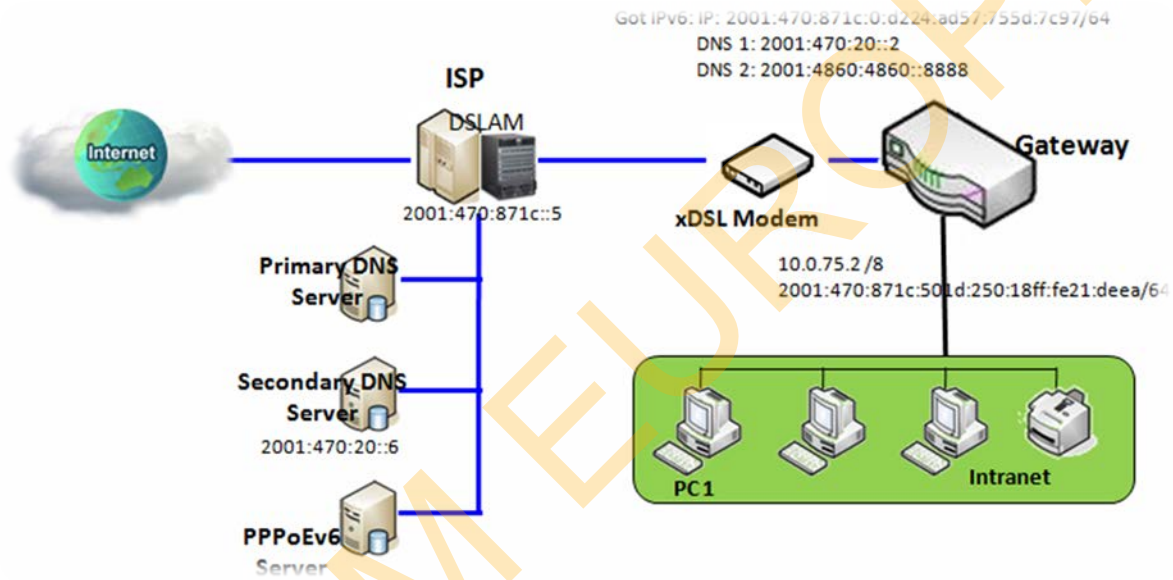 Got IPv6: IP: 2001:470:871c:0:d224:ad57:755d:7c97/64
DNS 1: 2001:470:20::2
DNS 2: 2001:4860:4860::8888
ISP
DSLAM
Internet
Gateway
2001:470:871c::5
xDSL Modem
Primary DNS
Server
10.0.75.2 /8
2001:470:871c:501d:250:18ff:fe21:deea/64
Secondary DNS
Server
2001:470:20::6
PC1
Intranet
PPPoEv6
Server
M EUROP